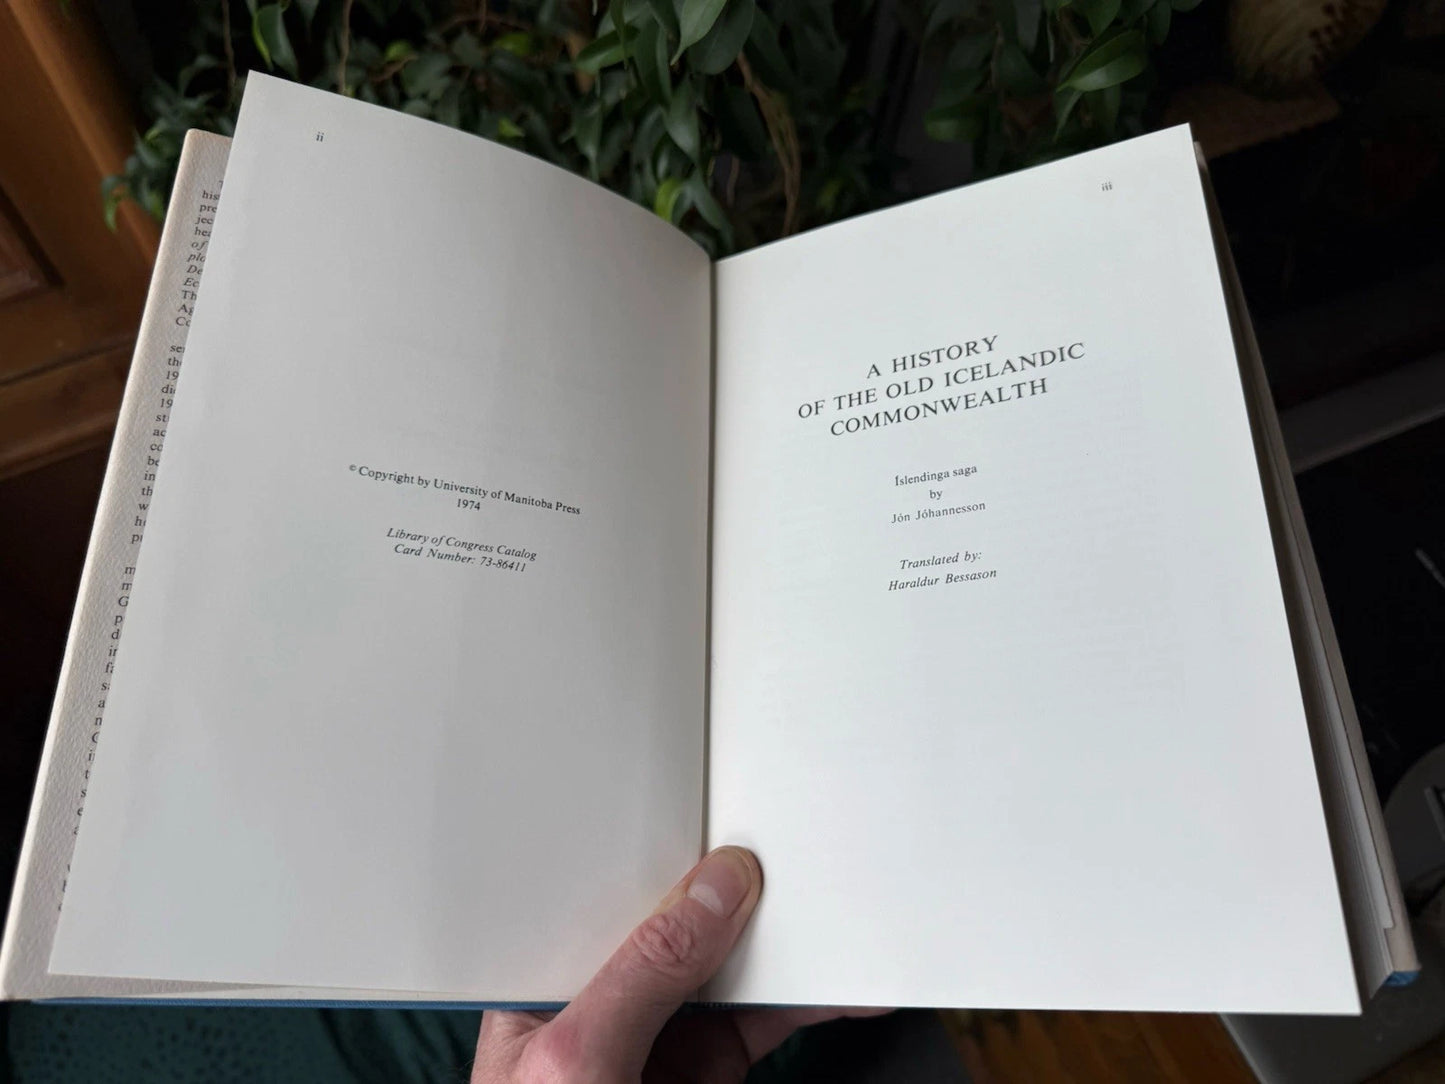 ii
© Copyright by University of Manitoba Press
1974
Library of Congress Catalog
Card Number: 73-86411
iii
A HISTORY
OF THE OLD ICELANDIC
COMMONWEALTH
Íslendinga saga
by
Jón Jóhannesson
Translated by:
Haraldur Bessason